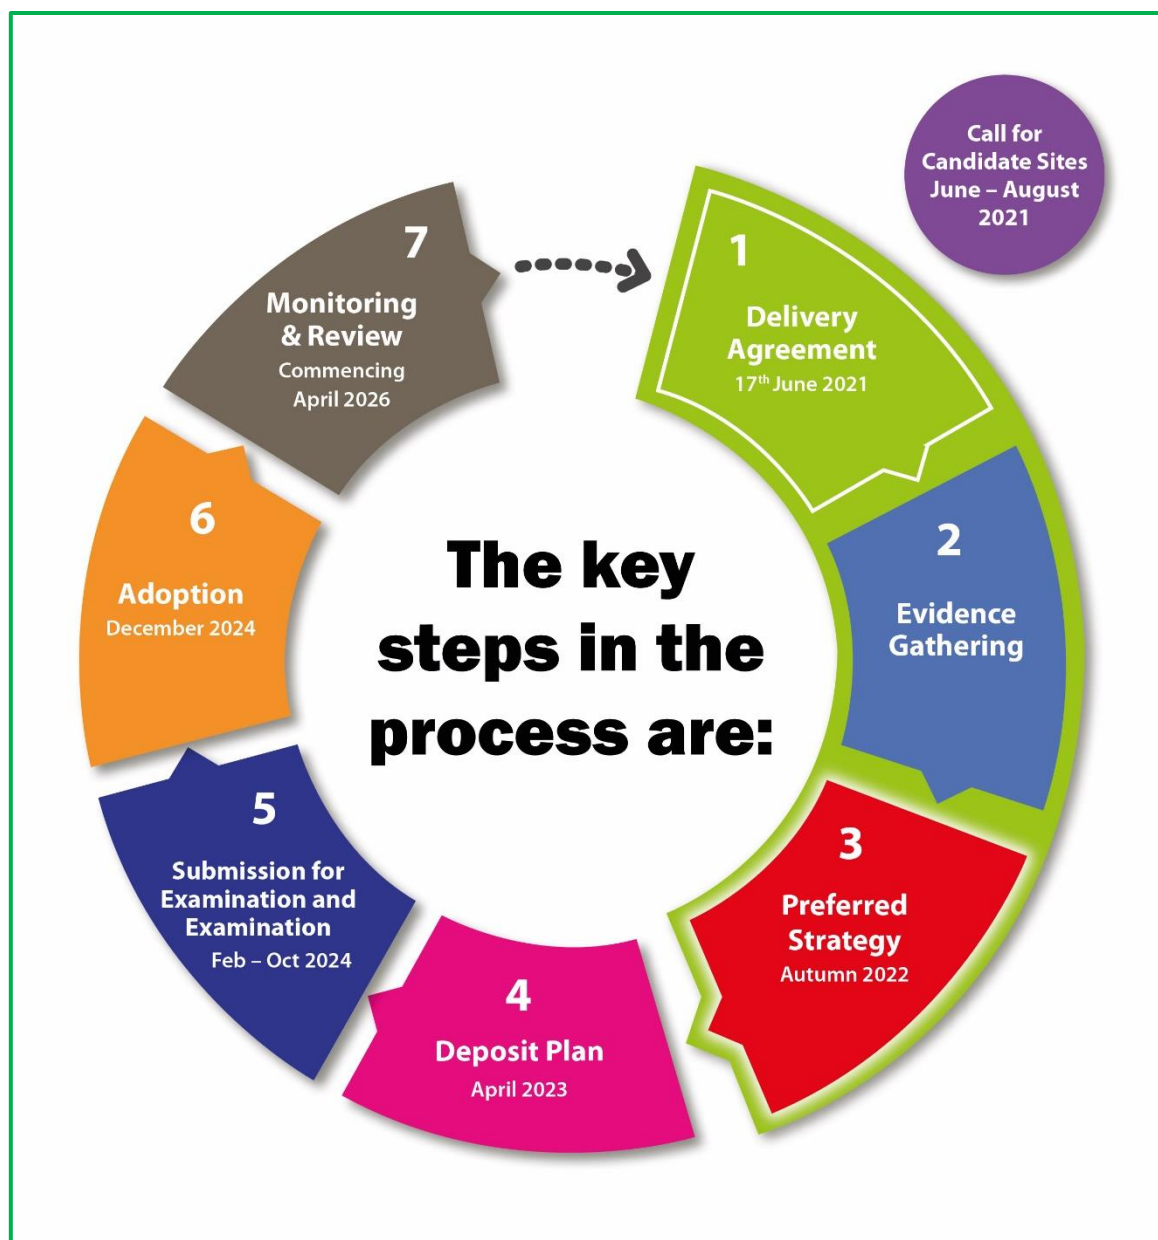 Call for
Candidate Sites
June – August
2021
1
Delivery
Agreement
17th June 2021
2
Evidence
Gathering
3
Preferred
Strategy
Autumn 2022
4
Deposit Plan
April 2023
5
Submission for
Examination and
Examination
Feb – Oct 2024
6
Adoption
December 2024
7
Monitoring
& Review
Commencing
April 2026
The key
steps in the
process are: